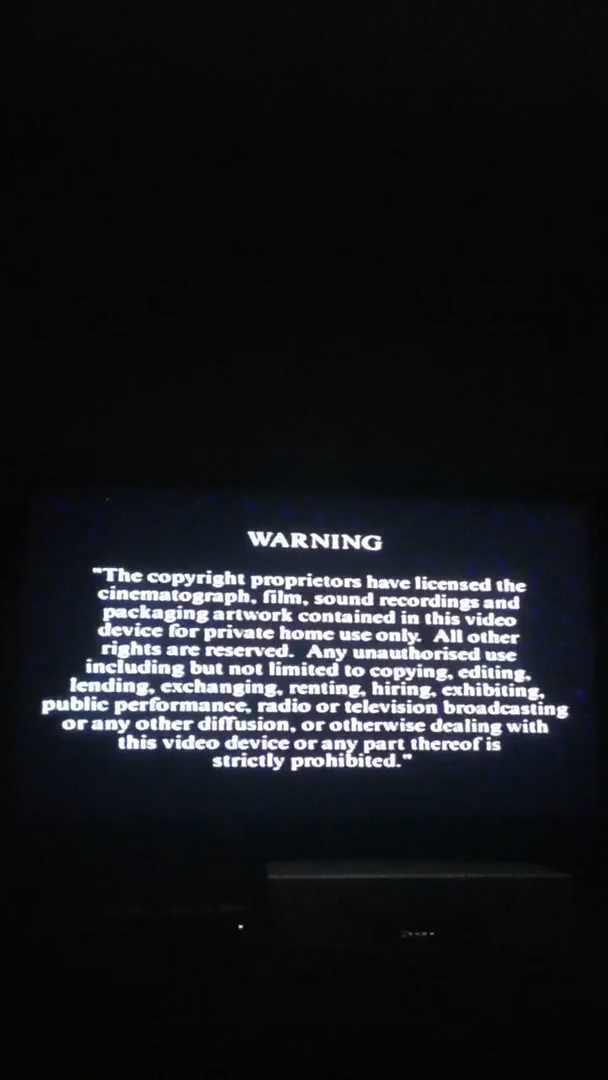 WARNING
"The copyright proprietors have licensed the
cinematograph, film, sound recordings and
packaging artwork contained in this video
device for private home use only. All other
rights are reserved. Any unauthorised use
including but not limited to copying, editing,
lending, exchanging, renting, hiring, exhibiting,
public performance, radio or television broadcasting
or any other diffusion, or otherwise dealing with
this video device or any part thereof is
strictly prohibited."